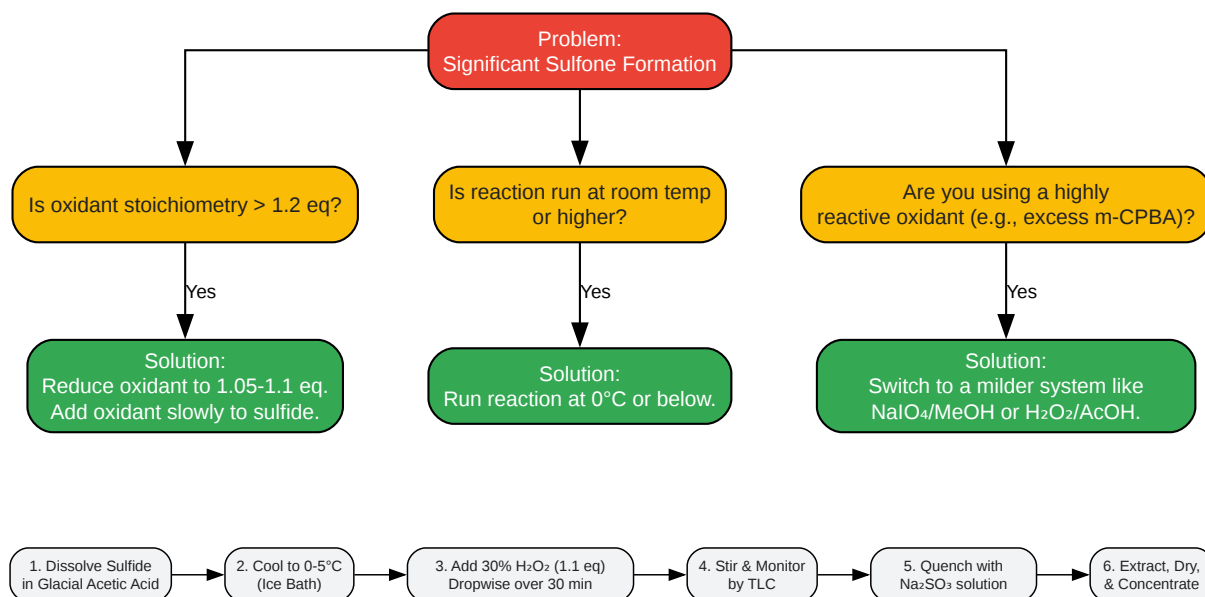 Problem:
Significant Sulfone Formation
Is oxidant stoichiometry > 1.2 eq?
Is reaction run at room temp
or higher?
Are you using a highly
reactive oxidant (e.g., excess m-CPBA)?
Yes
Yes
Yes
Solution:
Reduce oxidant to 1.05-1.1 eq.
Add oxidant slowly to sulfide.
Solution:
Run reaction at 0°C or below.
Solution:
Switch to a milder system like
NaIO₄/MeOH or H₂O₂/AcOH.
1. Dissolve Sulfide
in Glacial Acetic Acid
2. Cool to 0-5°C
(Ice Bath)
3. Add 30% H₂O₂ (1.1 eq)
Dropwise over 30 min
4. Stir & Monitor
by TLC
5. Quench with
Na₂SO₃ solution
6. Extract, Dry,
& Concentrate